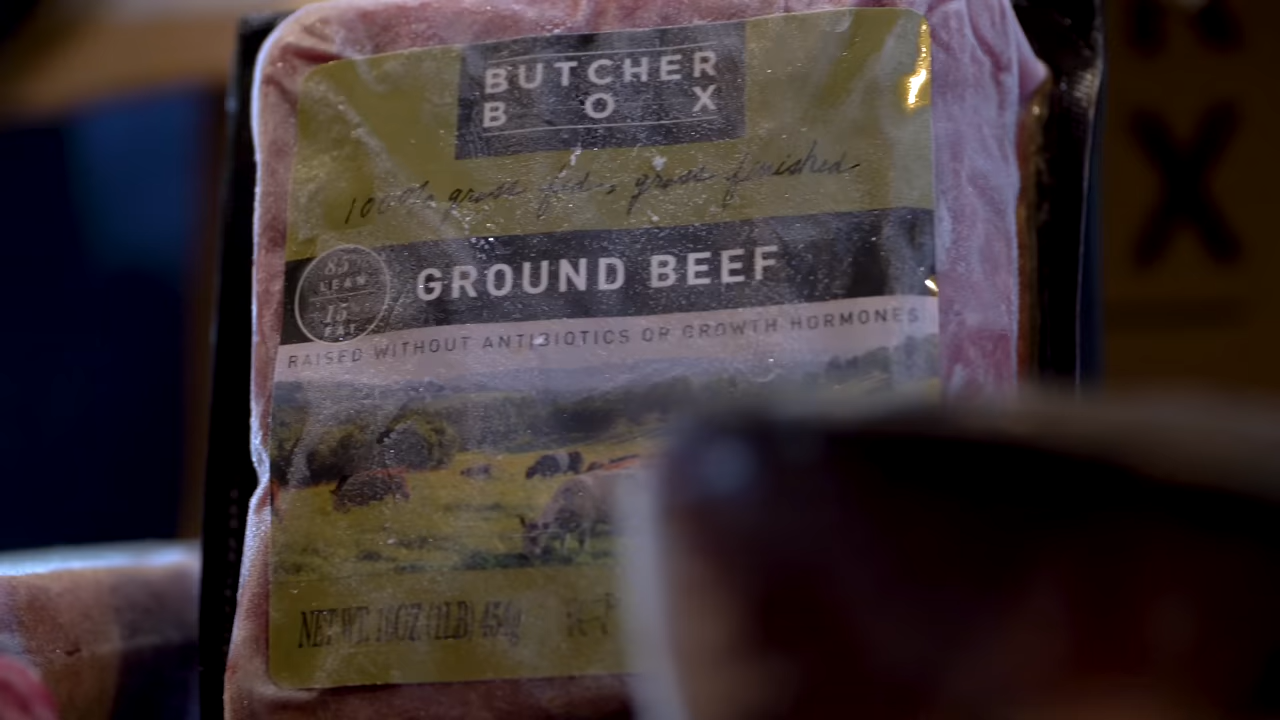 BUTCHER
BOX
100% grass fed, grass finished
85%
LEAN
15%
FAT
GROUND BEEF
RAISED WITHOUT ANTIBIOTICS OR GROWTH HORMONES
NET WT. 16OZ (1LB) 454g
X